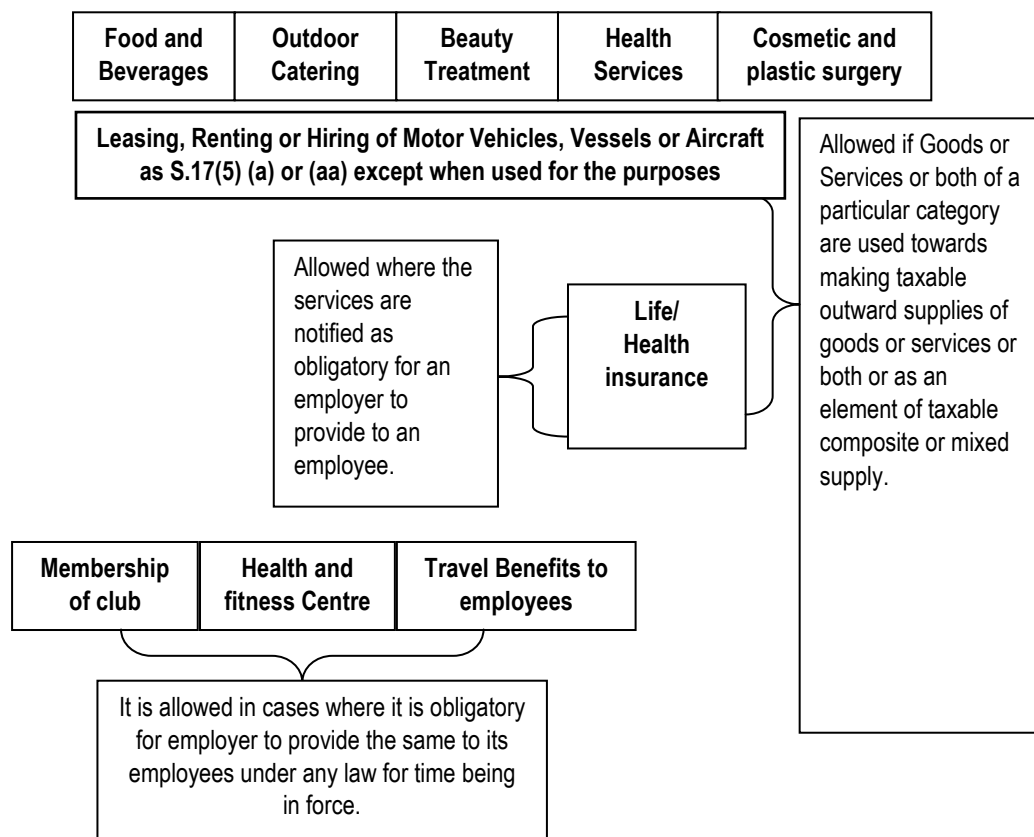 Food and
Beverages
Outdoor
Catering
Beauty
Treatment
Health
Services
Cosmetic and
plastic surgery
Leasing, Renting or Hiring of Motor Vehicles, Vessels or Aircraft
as S.17(5) (a) or (aa) except when used for the purposes
Allowed if Goods or
Services or both of a
particular category
are used towards
making taxable
outward supplies of
goods or services or
both or as an
element of taxable
composite or mixed
supply.
Allowed where the
services are
notified as
obligatory for an
employer to
provide to an
employee.
Life/
Health
insurance
Membership
of club
Health and
fitness Centre
Travel Benefits to
employees
It is allowed in cases where it is obligatory
for employer to provide the same to its
employees under any law for time being
in force.